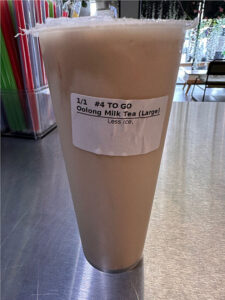 1/1 #4 TO GO
Oolong Milk Tea (Large)
Less ice,